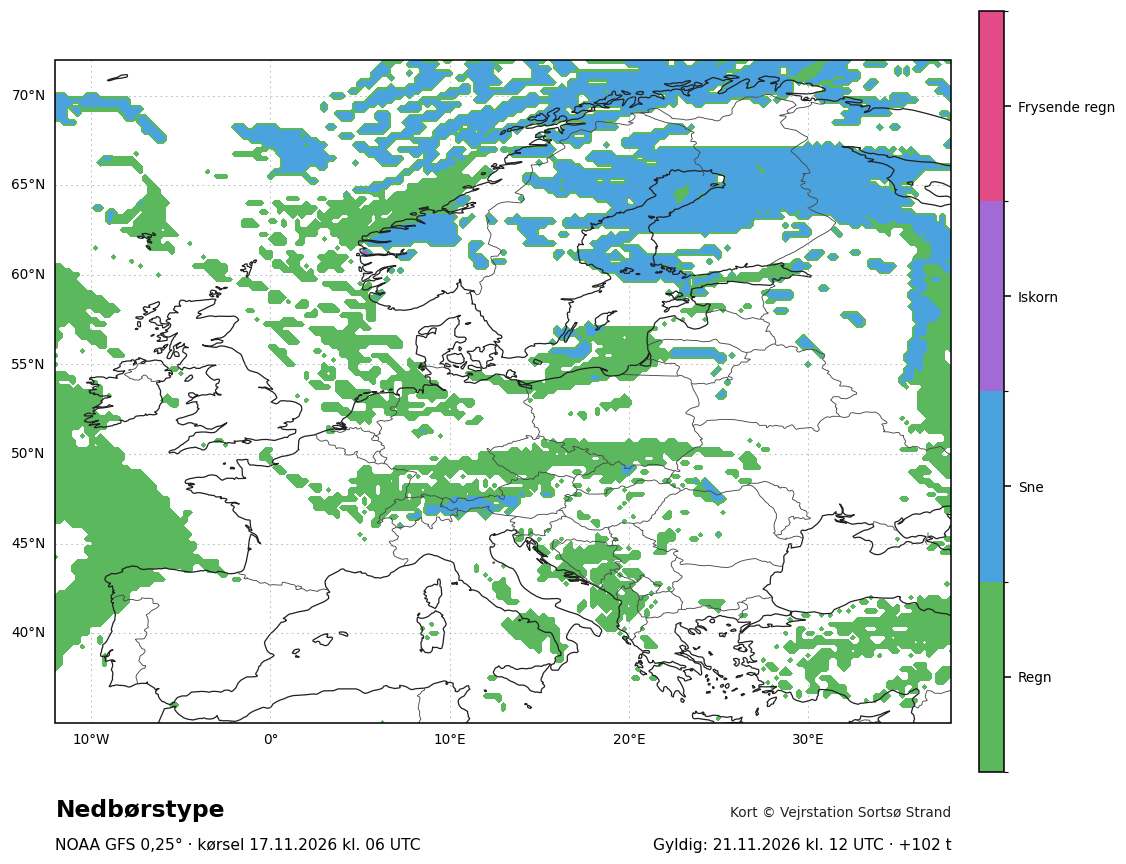 70°N
65°N
60°N
55°N
50°N
45°N
40°N
10°W
0°
10°E
20°E
30°E
Frysende regn
Iskorn
Sne
Regn
Nedbørstype
Kort © Vejrstation Sortsø Strand
NOAA GFS 0,25° · kørsel 17.11.2026 kl. 06 UTC
Gyldig: 21.11.2026 kl. 12 UTC · +102 t